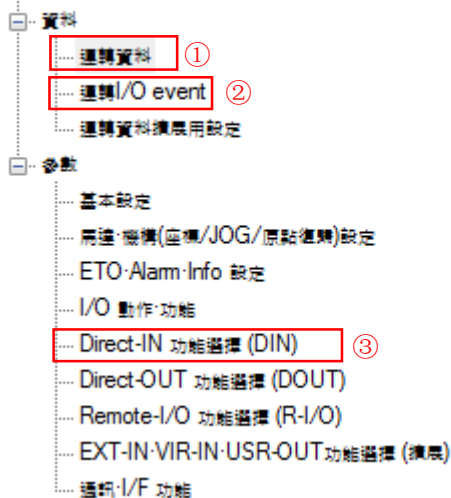 資料
運轉資料 ①
運轉I/O event ②
運轉資料擴展用設定
參數
基本設定
馬達·機構(座標/JOG/原點復歸)設定
ETO·Alarm·Info 設定
I/O 動作·功能
Direct-IN 功能選擇 (DIN) ③
Direct-OUT 功能選擇 (DOUT)
Remote-I/O 功能選擇 (R-I/O)
EXT-IN·VIR-IN·USR-OUT功能選擇 (擴展)
通訊·I/F 功能